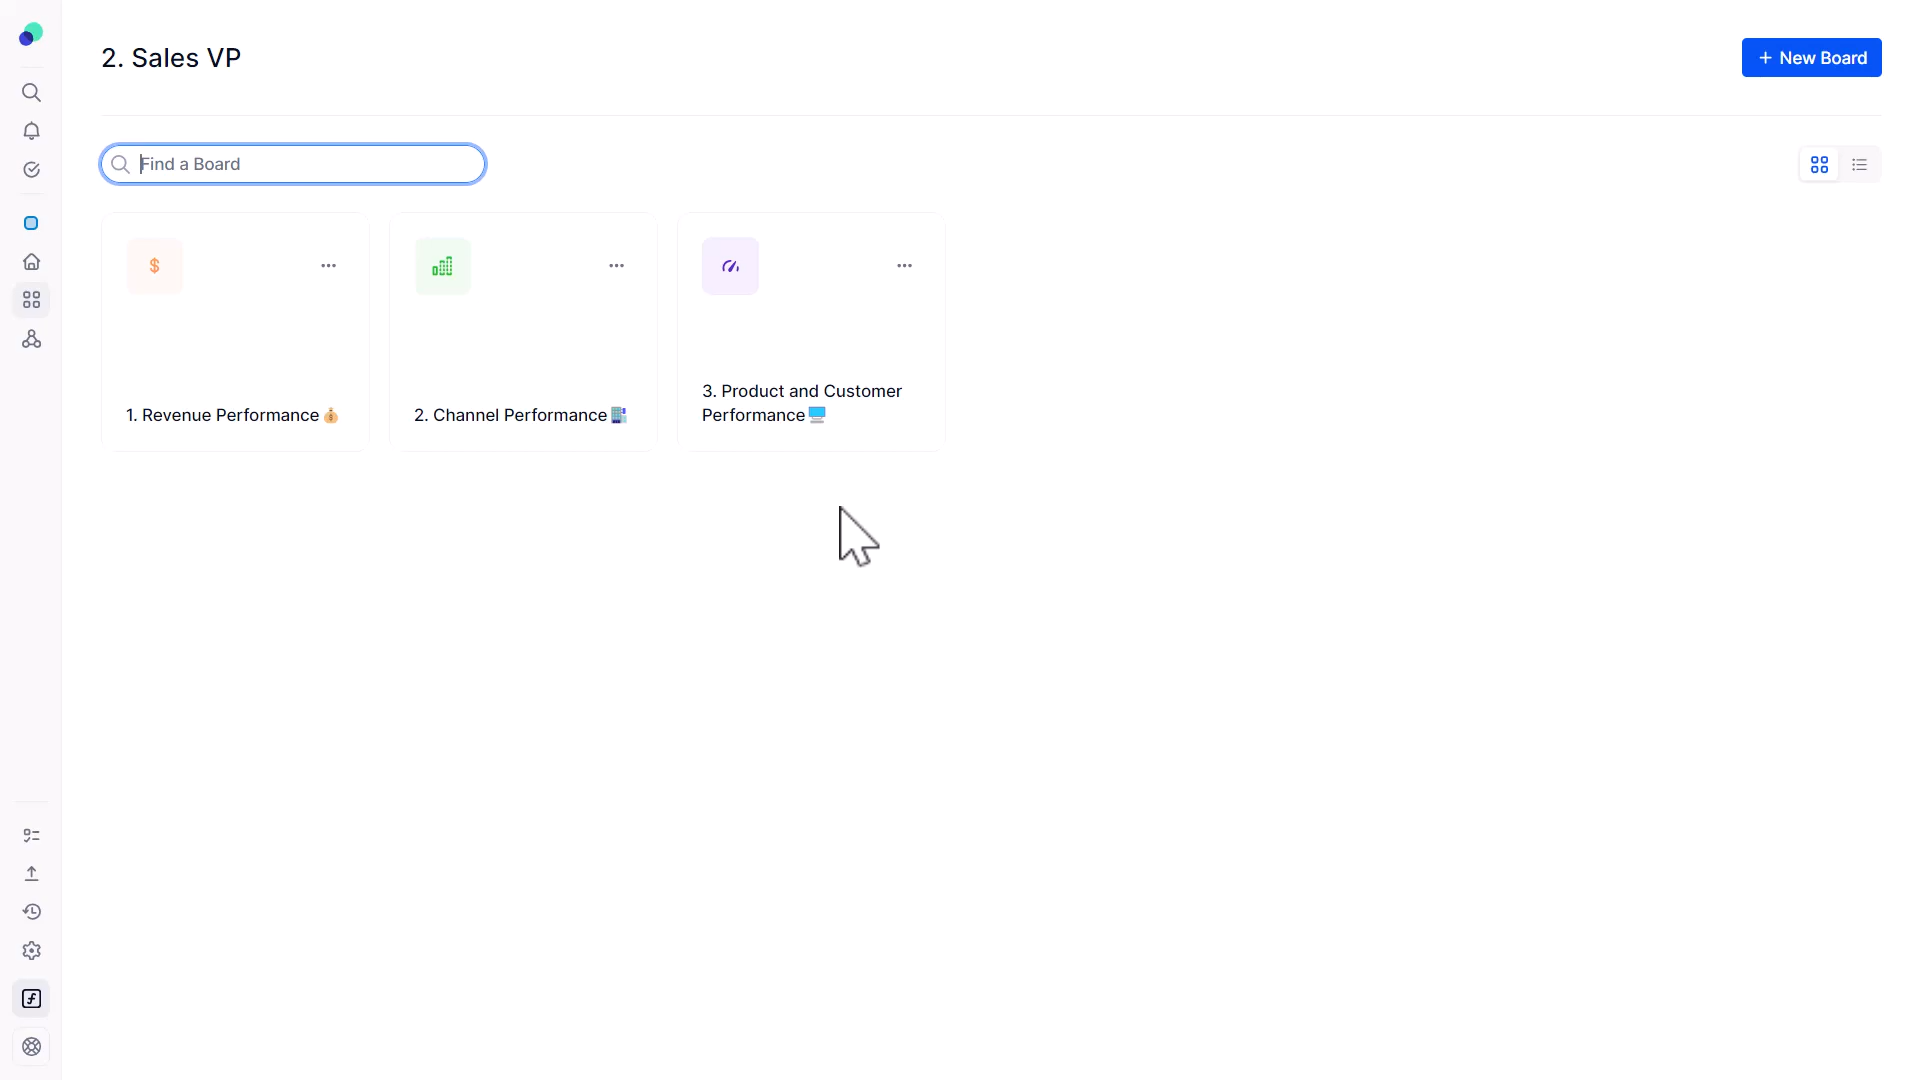 2. Sales VP
+ New Board
Find a Board
$
1. Revenue Performance💰
2. Channel Performance🏨
3. Product and Customer
Performance🖥️